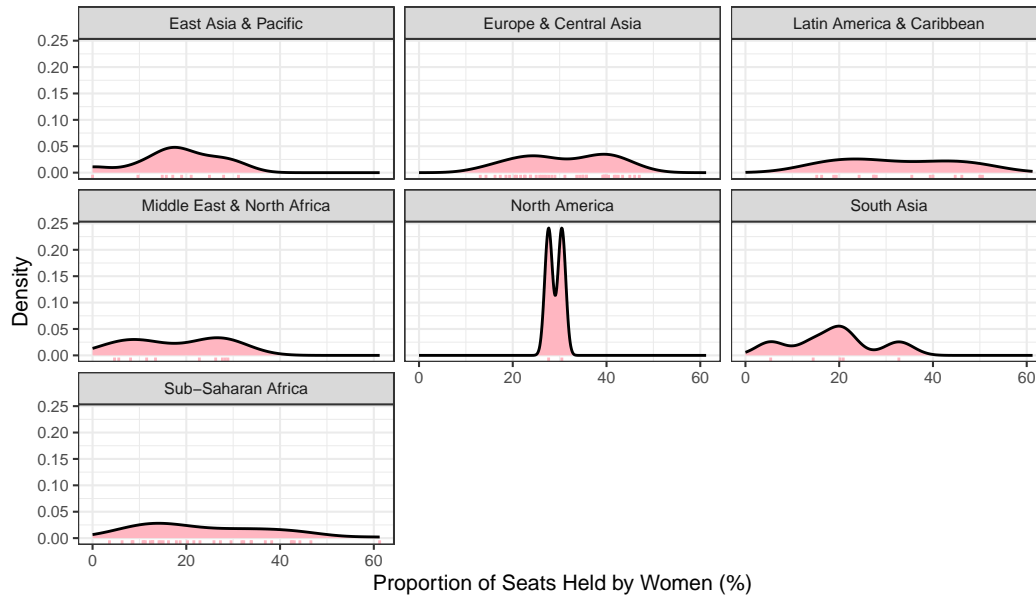 East Asia & Pacific
Europe & Central Asia
Latin America & Caribbean
0.25
0.20
0.15
0.10
0.05
0.00
Middle East & North Africa
North America
South Asia
0.25
0.20
0.15
0.10
0.05
0.00
0 20 40 60
0 20 40 60
Sub−Saharan Africa
0.25
0.20
0.15
0.10
0.05
0.00
0 20 40 60
Density
Proportion of Seats Held by Women (%)